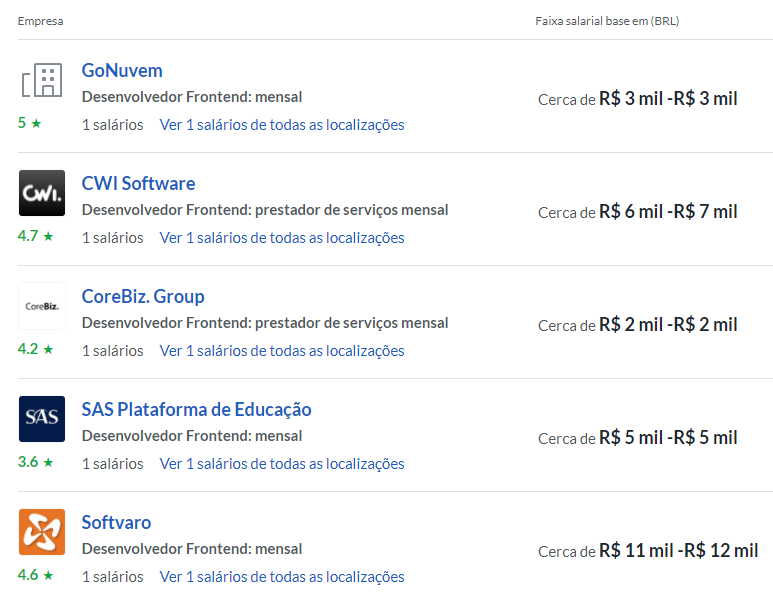 Empresa Faixa salarial base em (BRL)
GoNuvem
Desenvolvedor Frontend: mensal
Cerca de R$ 3 mil -R$ 3 mil
5 ★ 1 salários Ver 1 salários de todas as localizações
CWI.
CWI Software
Desenvolvedor Frontend: prestador de serviços mensal
Cerca de R$ 6 mil -R$ 7 mil
4.7 ★ 1 salários Ver 1 salários de todas as localizações
CoreBiz.
CoreBiz. Group
Desenvolvedor Frontend: prestador de serviços mensal
Cerca de R$ 2 mil -R$ 2 mil
4.2 ★ 1 salários Ver 1 salários de todas as localizações
SAS
SAS Plataforma de Educação
Desenvolvedor Frontend: mensal
Cerca de R$ 5 mil -R$ 5 mil
3.6 ★ 1 salários Ver 1 salários de todas as localizações
Softvaro
Desenvolvedor Frontend: mensal
Cerca de R$ 11 mil -R$ 12 mil
4.6 ★ 1 salários Ver 1 salários de todas as localizações